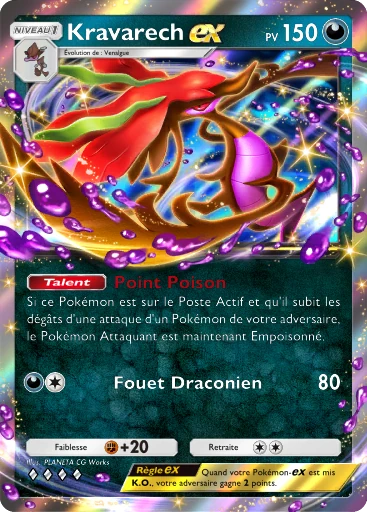 NIVEAU 1
Kravarech ex
PV 150
Évolution de : Venalgue
Talent Point Poison
Si ce Pokémon est sur le Poste Actif et qu'il subit les
dégâts d'une attaque d'un Pokémon de votre adversaire,
le Pokémon Attaquant est maintenant Empoisonné.
Fouet Draconien 80
Faiblesse +20 Retraite
Illus. PLANETA CG Works
Règle ex Quand votre Pokémon-ex est mis
K.O., votre adversaire gagne 2 points.